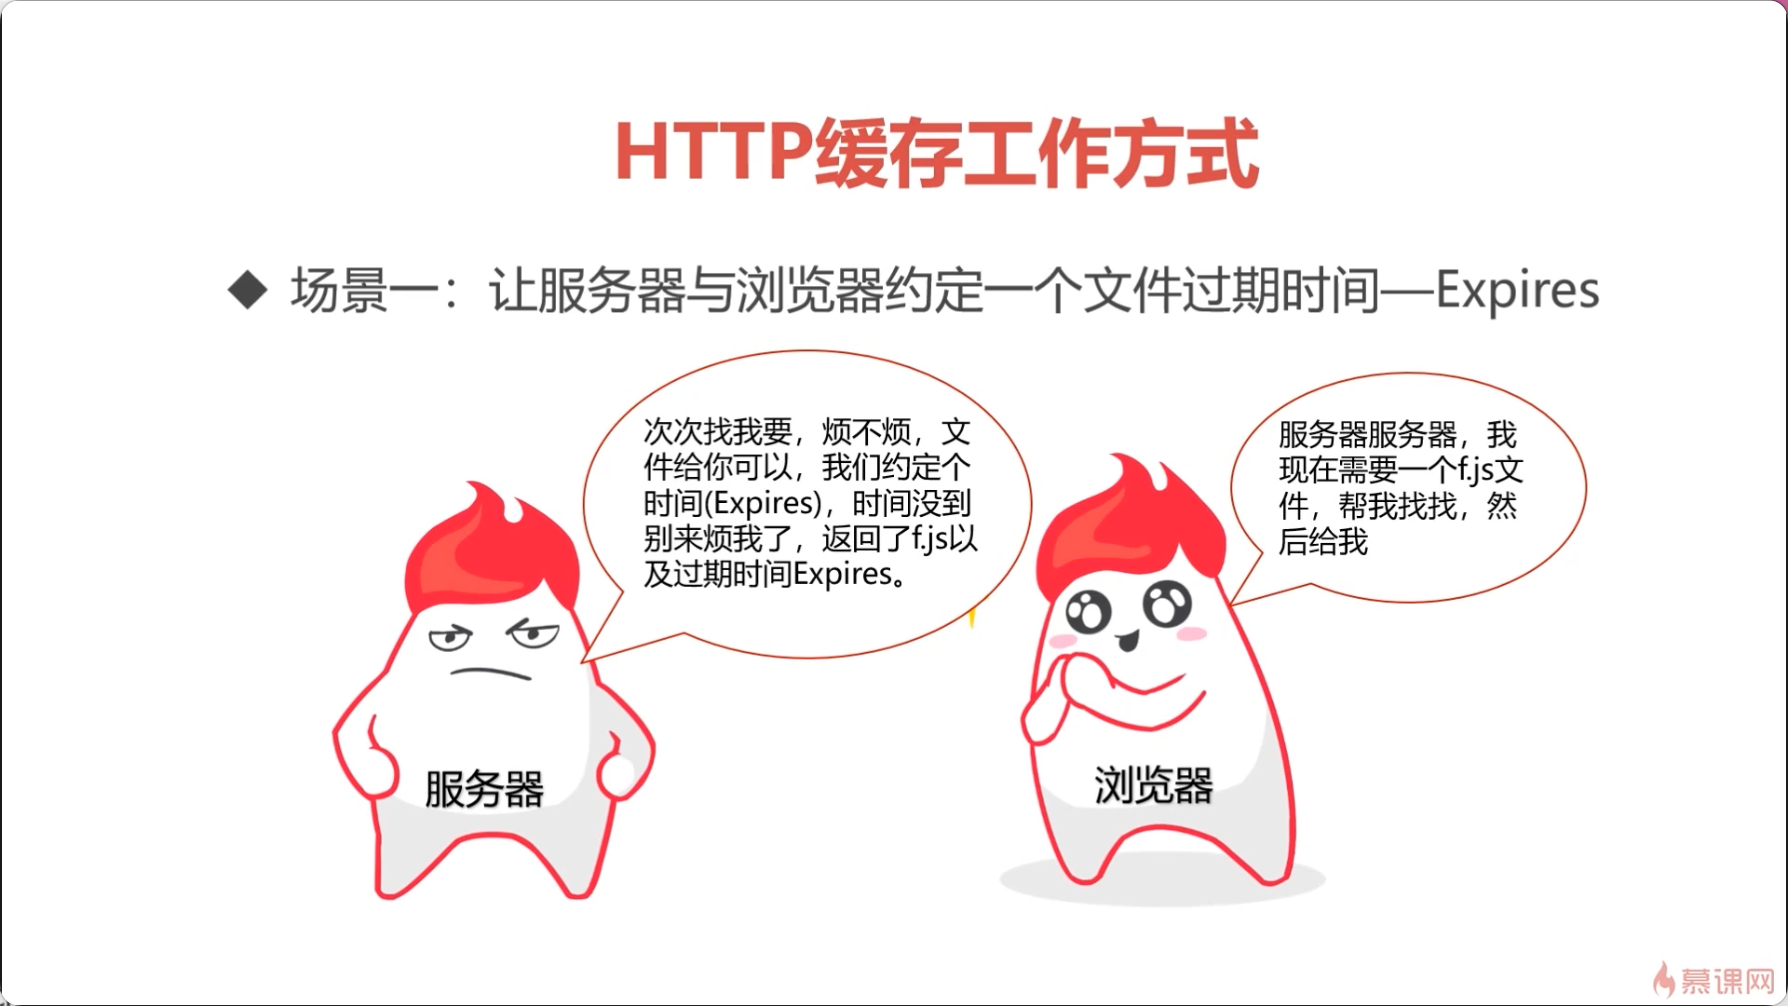 HTTP缓存工作方式
◆ 场景一：让服务器与浏览器约定一个文件过期时间—Expires
次次找我要，烦不烦，文
件给你可以，我们约定个
时间(Expires)，时间没到
别来烦我了，返回了f.js以
及过期时间Expires。
服务器服务器，我
现在需要一个f.js文
件，帮我找找，然
后给我
服务器
浏览器
慕课网